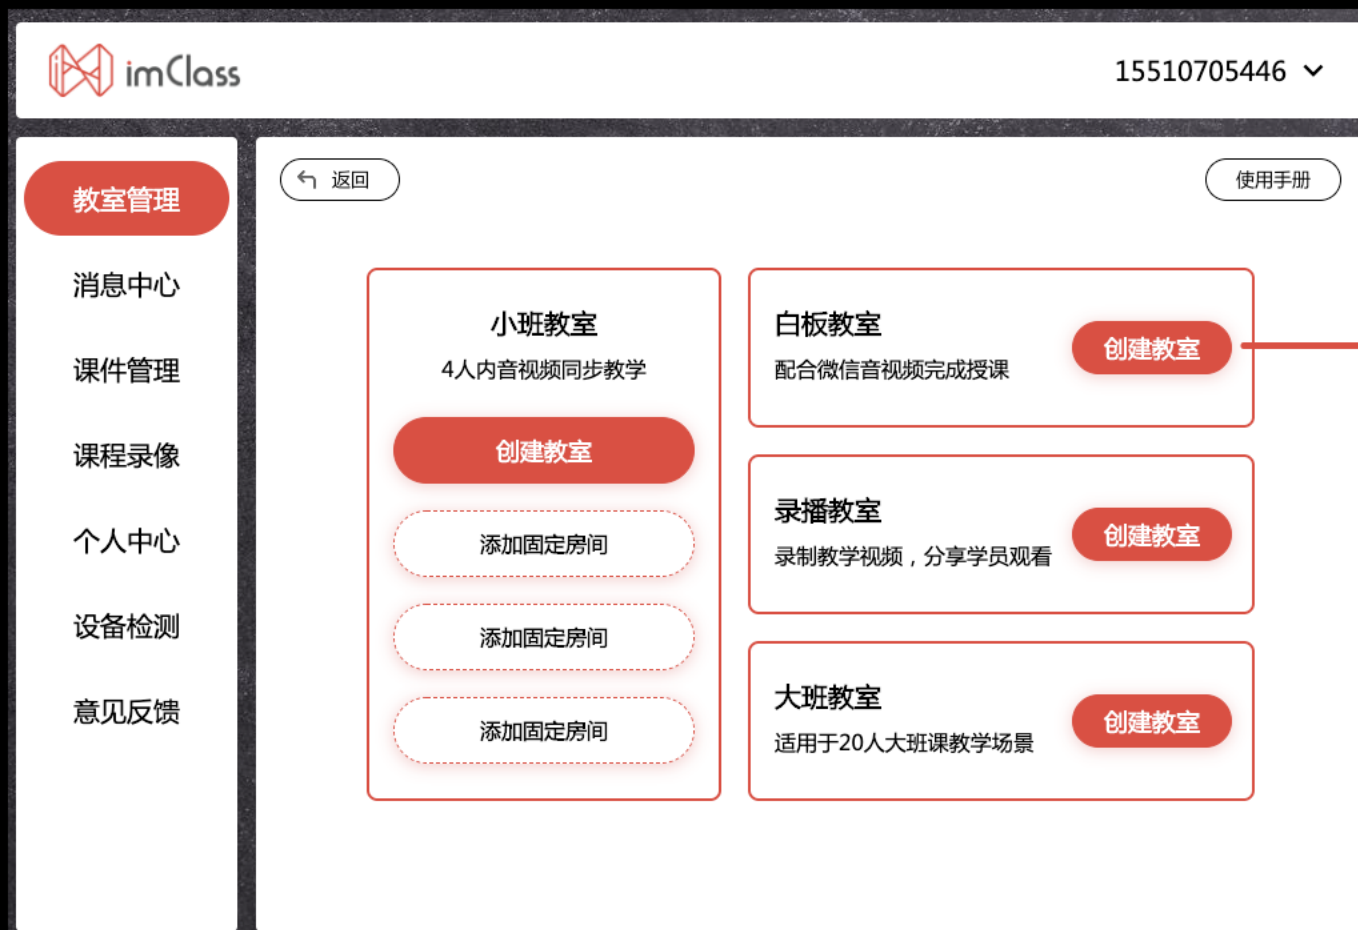 imClass
15510705446
教室管理
消息中心
课件管理
课程录像
个人中心
设备检测
意见反馈
返回
使用手册
小班教室
4人内音视频同步教学
创建教室
添加固定房间
添加固定房间
添加固定房间
白板教室
配合微信音视频完成授课
创建教室
录播教室
录制教学视频，分享学员观看
创建教室
大班教室
适用于20人大班课教学场景
创建教室